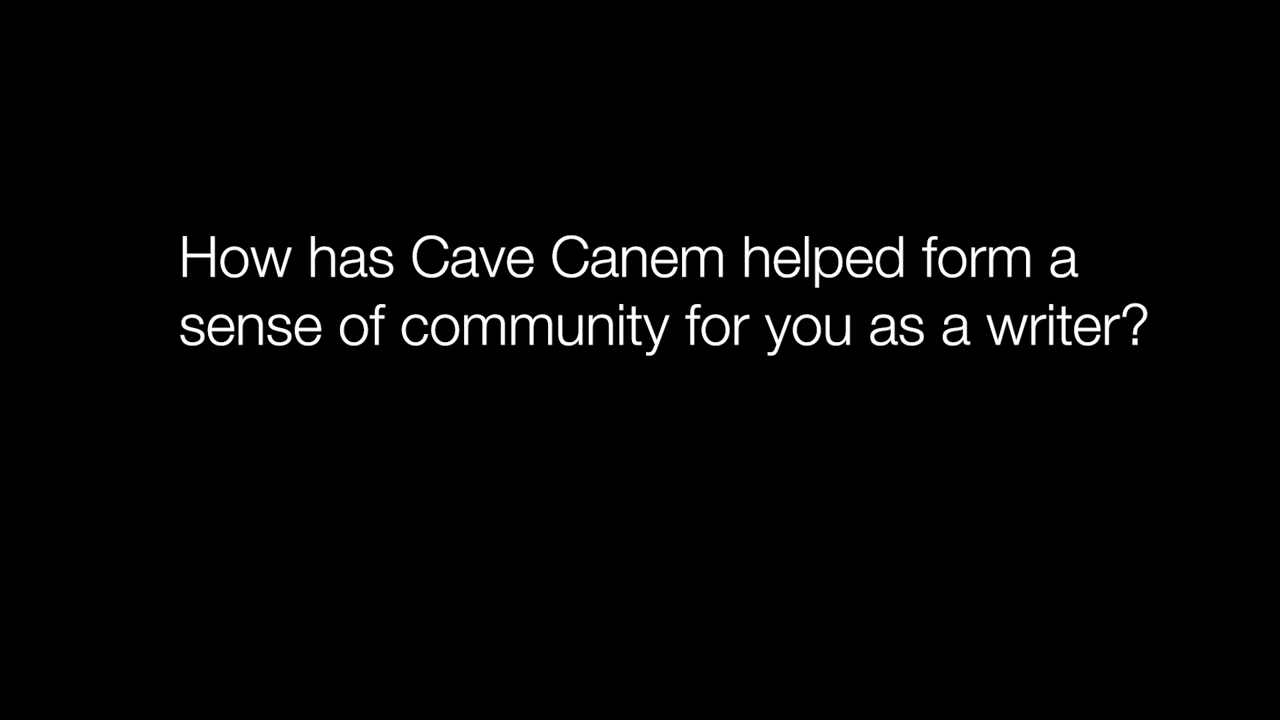 How has Cave Canem helped form a
sense of community for you as a writer?